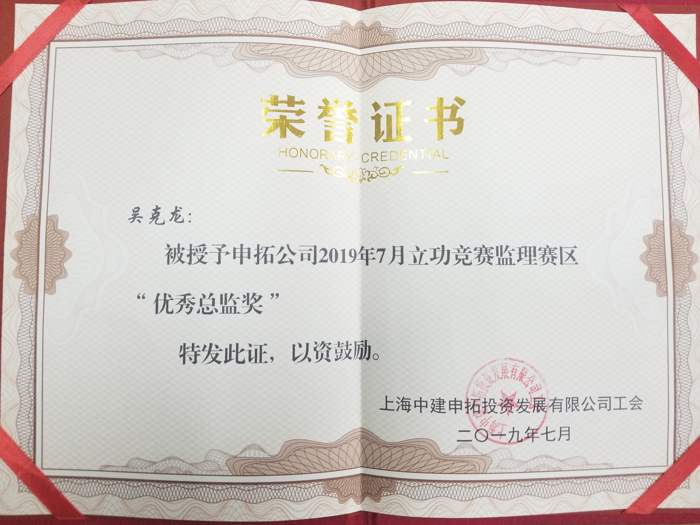 荣誉证书
HONORARY CREDENTIAL
吴克龙：
被授予申拓公司2019年7月立功竞赛监理赛区
“优秀总监奖”
特发此证，以资鼓励。
上海中建申拓投资发展有限公司工会
二〇一九年七月